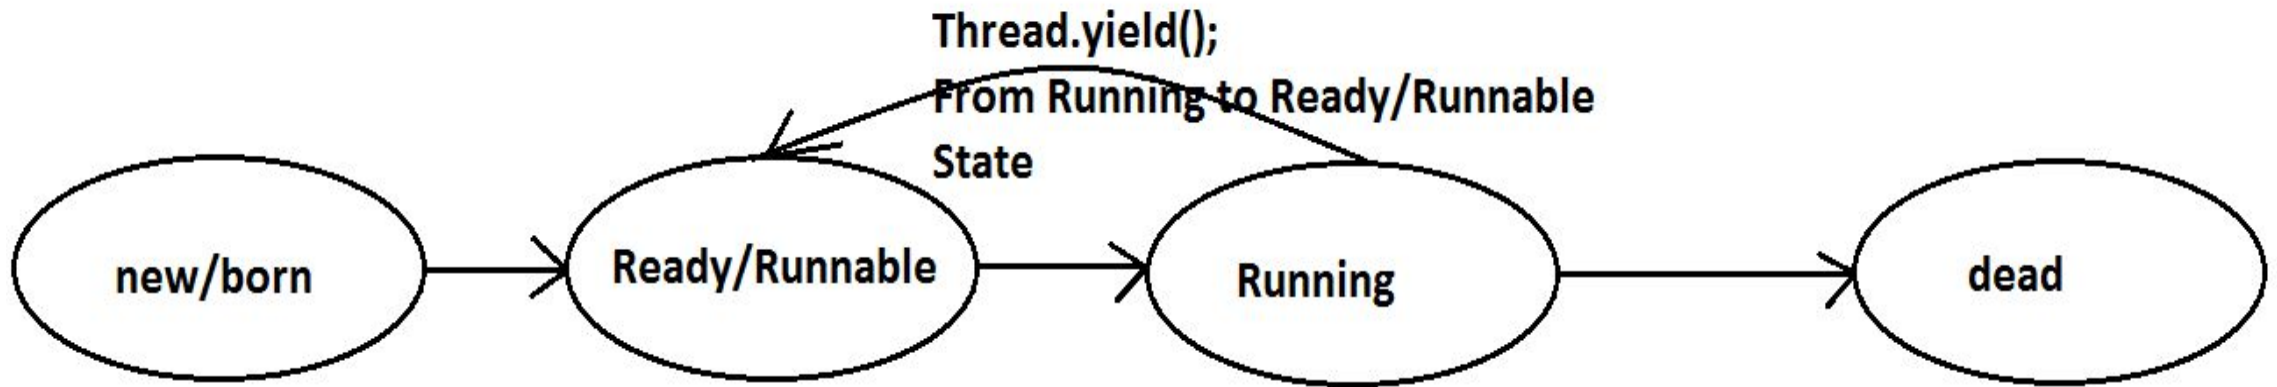 Thread.yield();
From Running to Ready/Runnable
State
new/born
Ready/Runnable
Running
dead